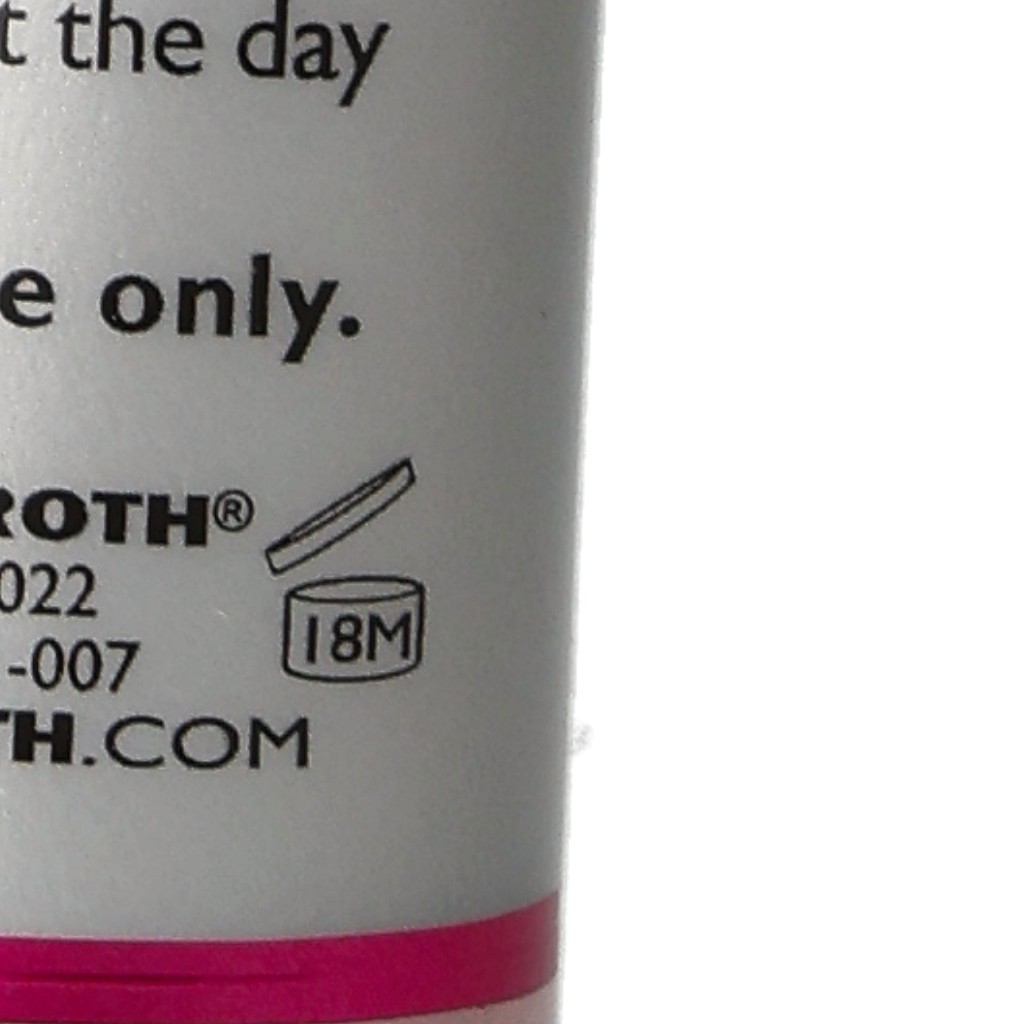 t the day
e only.
ROTH®
022
-007
18M
TH.COM